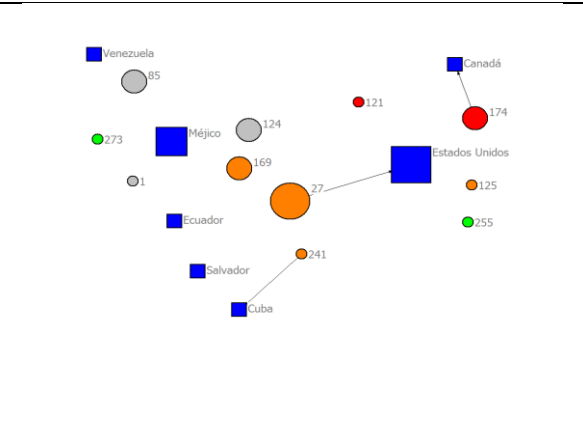 Venezuela
85
Canadá
121
174
124
273
Méjico
Estados Unidos
169
1
125
27
Ecuador
255
241
Salvador
Cuba